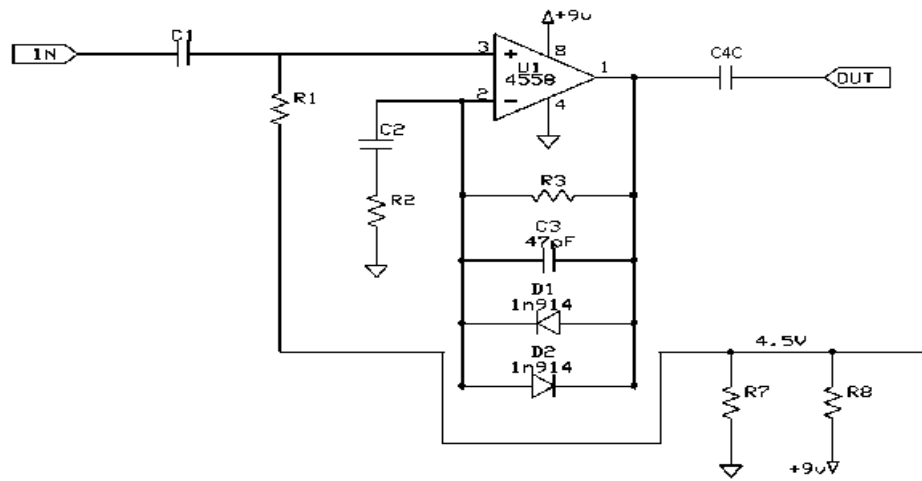 +9v
C1
IN
3
+
8
U1
4558
1
C4C
OUT
2
-
4
R1
C2
R2
R3
C3
47pF
D1
1n914
D2
1n914
4.5V
R7
R8
+9v